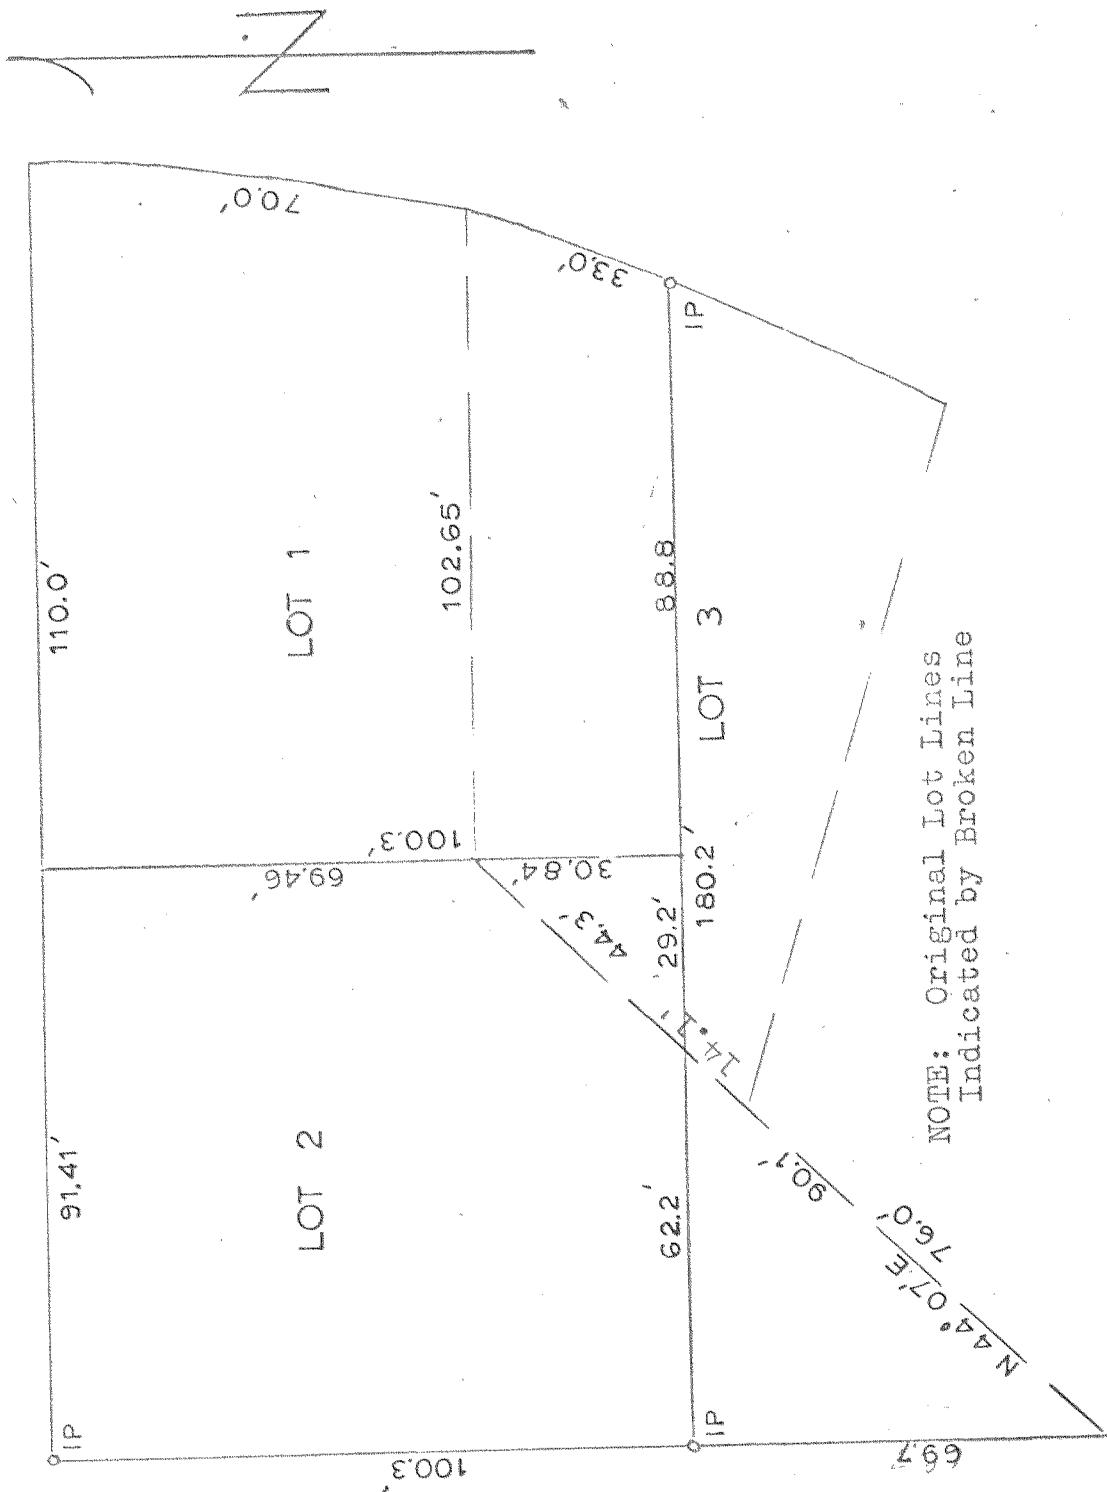 N
70.0'
33.0'
IP
110.0'
LOT 1
102.65'
88.8
LOT 3
69.46'
100.3'
30.84'
44.3'
29.2'
180.2'
14.1'
91.41'
LOT 2
62.2'
90.1'
76.0'
N 44° 07' E
IP
100.3'
IP
69.7
NOTE: Original Lot Lines
Indicated by Broken Line